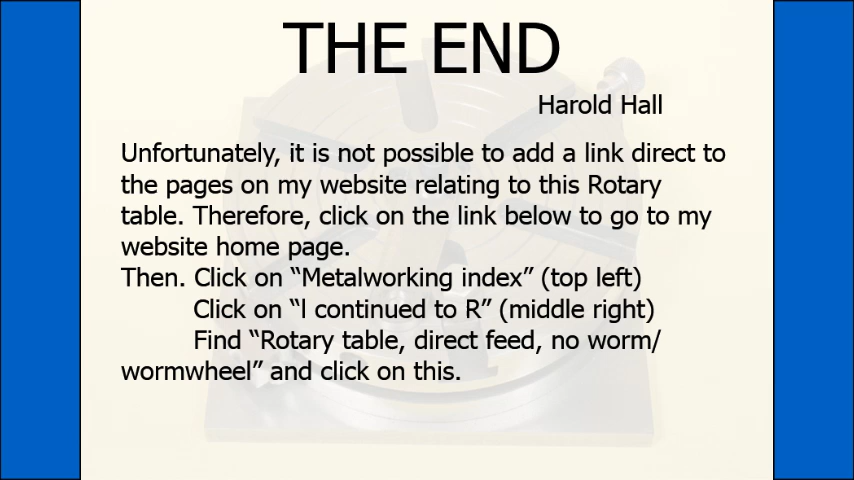 THE END
Harold Hall
Unfortunately, it is not possible to add a link direct to
the pages on my website relating to this Rotary
table. Therefore, click on the link below to go to my
website home page.
Then. Click on “Metalworking index” (top left)
Click on “l continued to R” (middle right)
Find “Rotary table, direct feed, no worm/
wormwheel” and click on this.